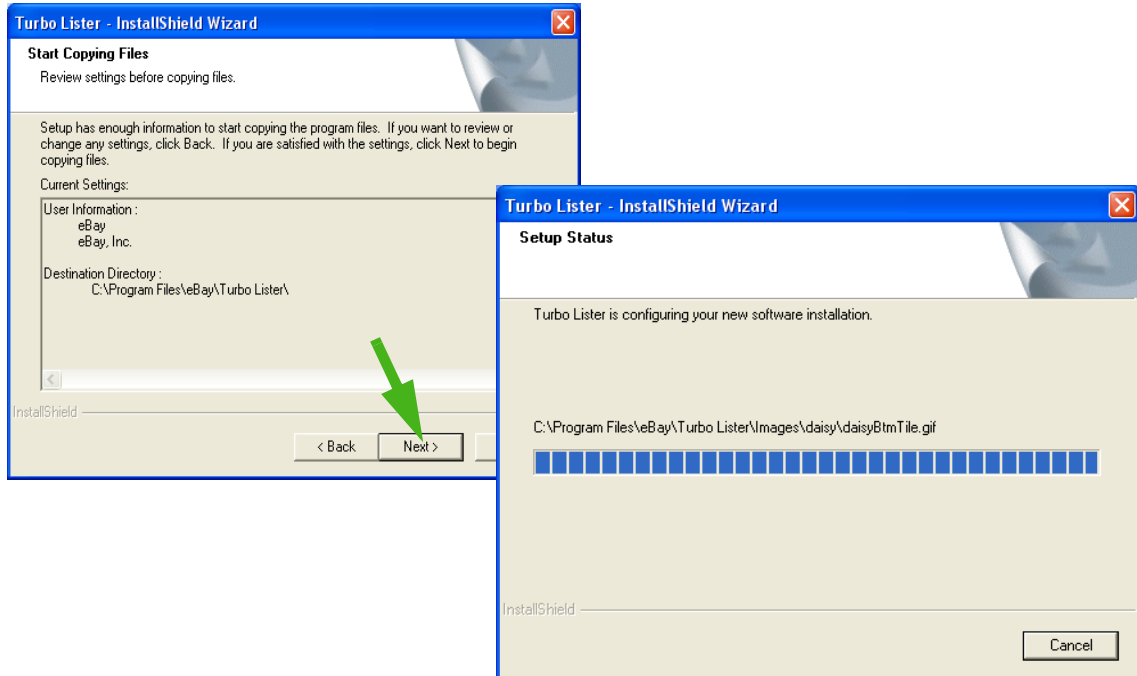 Turbo Lister - InstallShield Wizard
Start Copying Files
Review settings before copying files.
Setup has enough information to start copying the program files. If you want to review or
change any settings, click Back. If you are satisfied with the settings, click Next to begin
copying files.
Current Settings:
User Information :
eBay
eBay, Inc.
Destination Directory :
C:\Program Files\eBay\Turbo Lister\
InstallShield
< Back
Next >
Turbo Lister - InstallShield Wizard
Setup Status
Turbo Lister is configuring your new software installation.
C:\Program Files\eBay\Turbo Lister\Images\daisy\daisyBtmTile.gif
InstallShield
Cancel